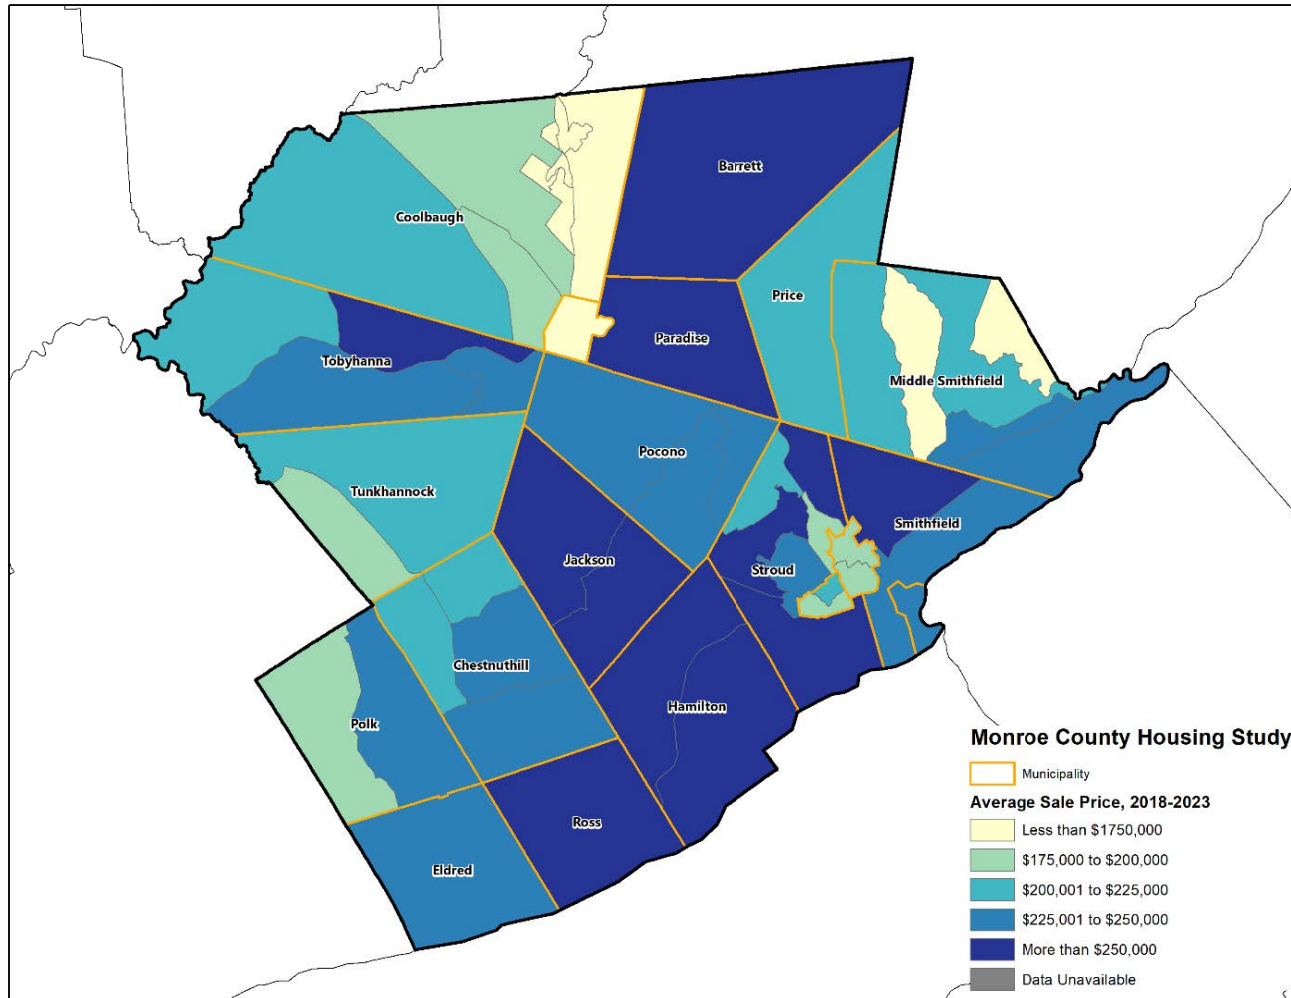 Barrett
Coolbaugh
Price
Paradise
Tobyhanna
Middle Smithfield
Pocono
Tunkhannock
Smithfield
Jackson
Stroud
Chestnuthill
Hamilton
Polk
Ross
Eldred
Monroe County Housing Study
Municipality
Average Sale Price, 2018-2023
Less than $1750,000
$175,000 to $200,000
$200,001 to $225,000
$225,001 to $250,000
More than $250,000
Data Unavailable